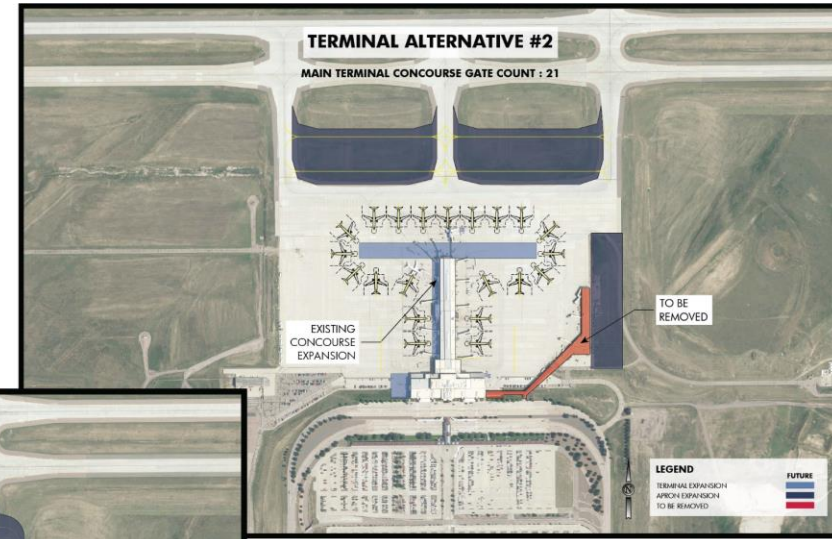 TERMINAL ALTERNATIVE #2
MAIN TERMINAL CONCOURSE GATE COUNT : 21
EXISTING
CONCOURSE
EXPANSION
TO BE
REMOVED
LEGEND
FUTURE
TERMINAL EXPANSION
APRON EXPANSION
TO BE REMOVED